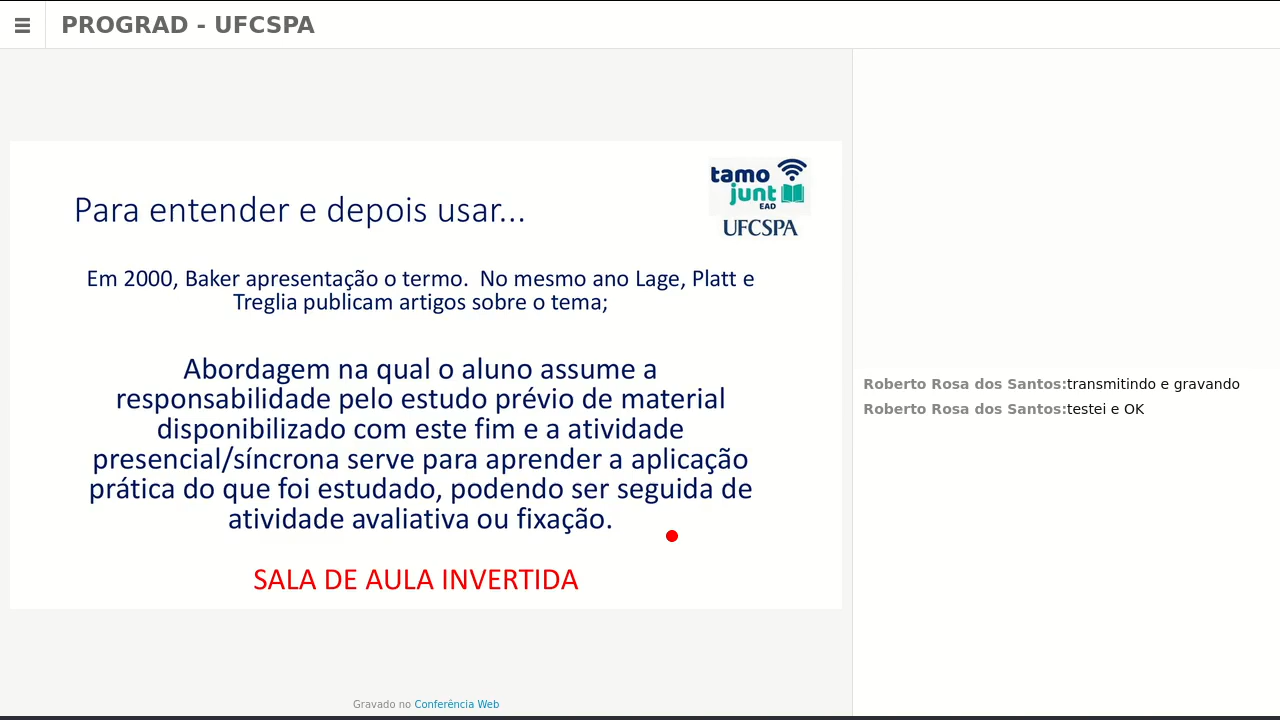 PROGRAD - UFCSPA
tamo
junt
EAD
UFCSPA
Para entender e depois usar...
Em 2000, Baker apresentação o termo.  No mesmo ano Lage, Platt e
Treglia publicam artigos sobre o tema;
Abordagem na qual o aluno assume a
responsabilidade pelo estudo prévio de material
disponibilizado com este fim e a atividade
presencial/síncrona serve para aprender a aplicação
prática do que foi estudado, podendo ser seguida de
atividade avaliativa ou fixação.
SALA DE AULA INVERTIDA
Roberto Rosa dos Santos:transmitindo e gravando
Roberto Rosa dos Santos:testei e OK
Gravado no Conferência Web